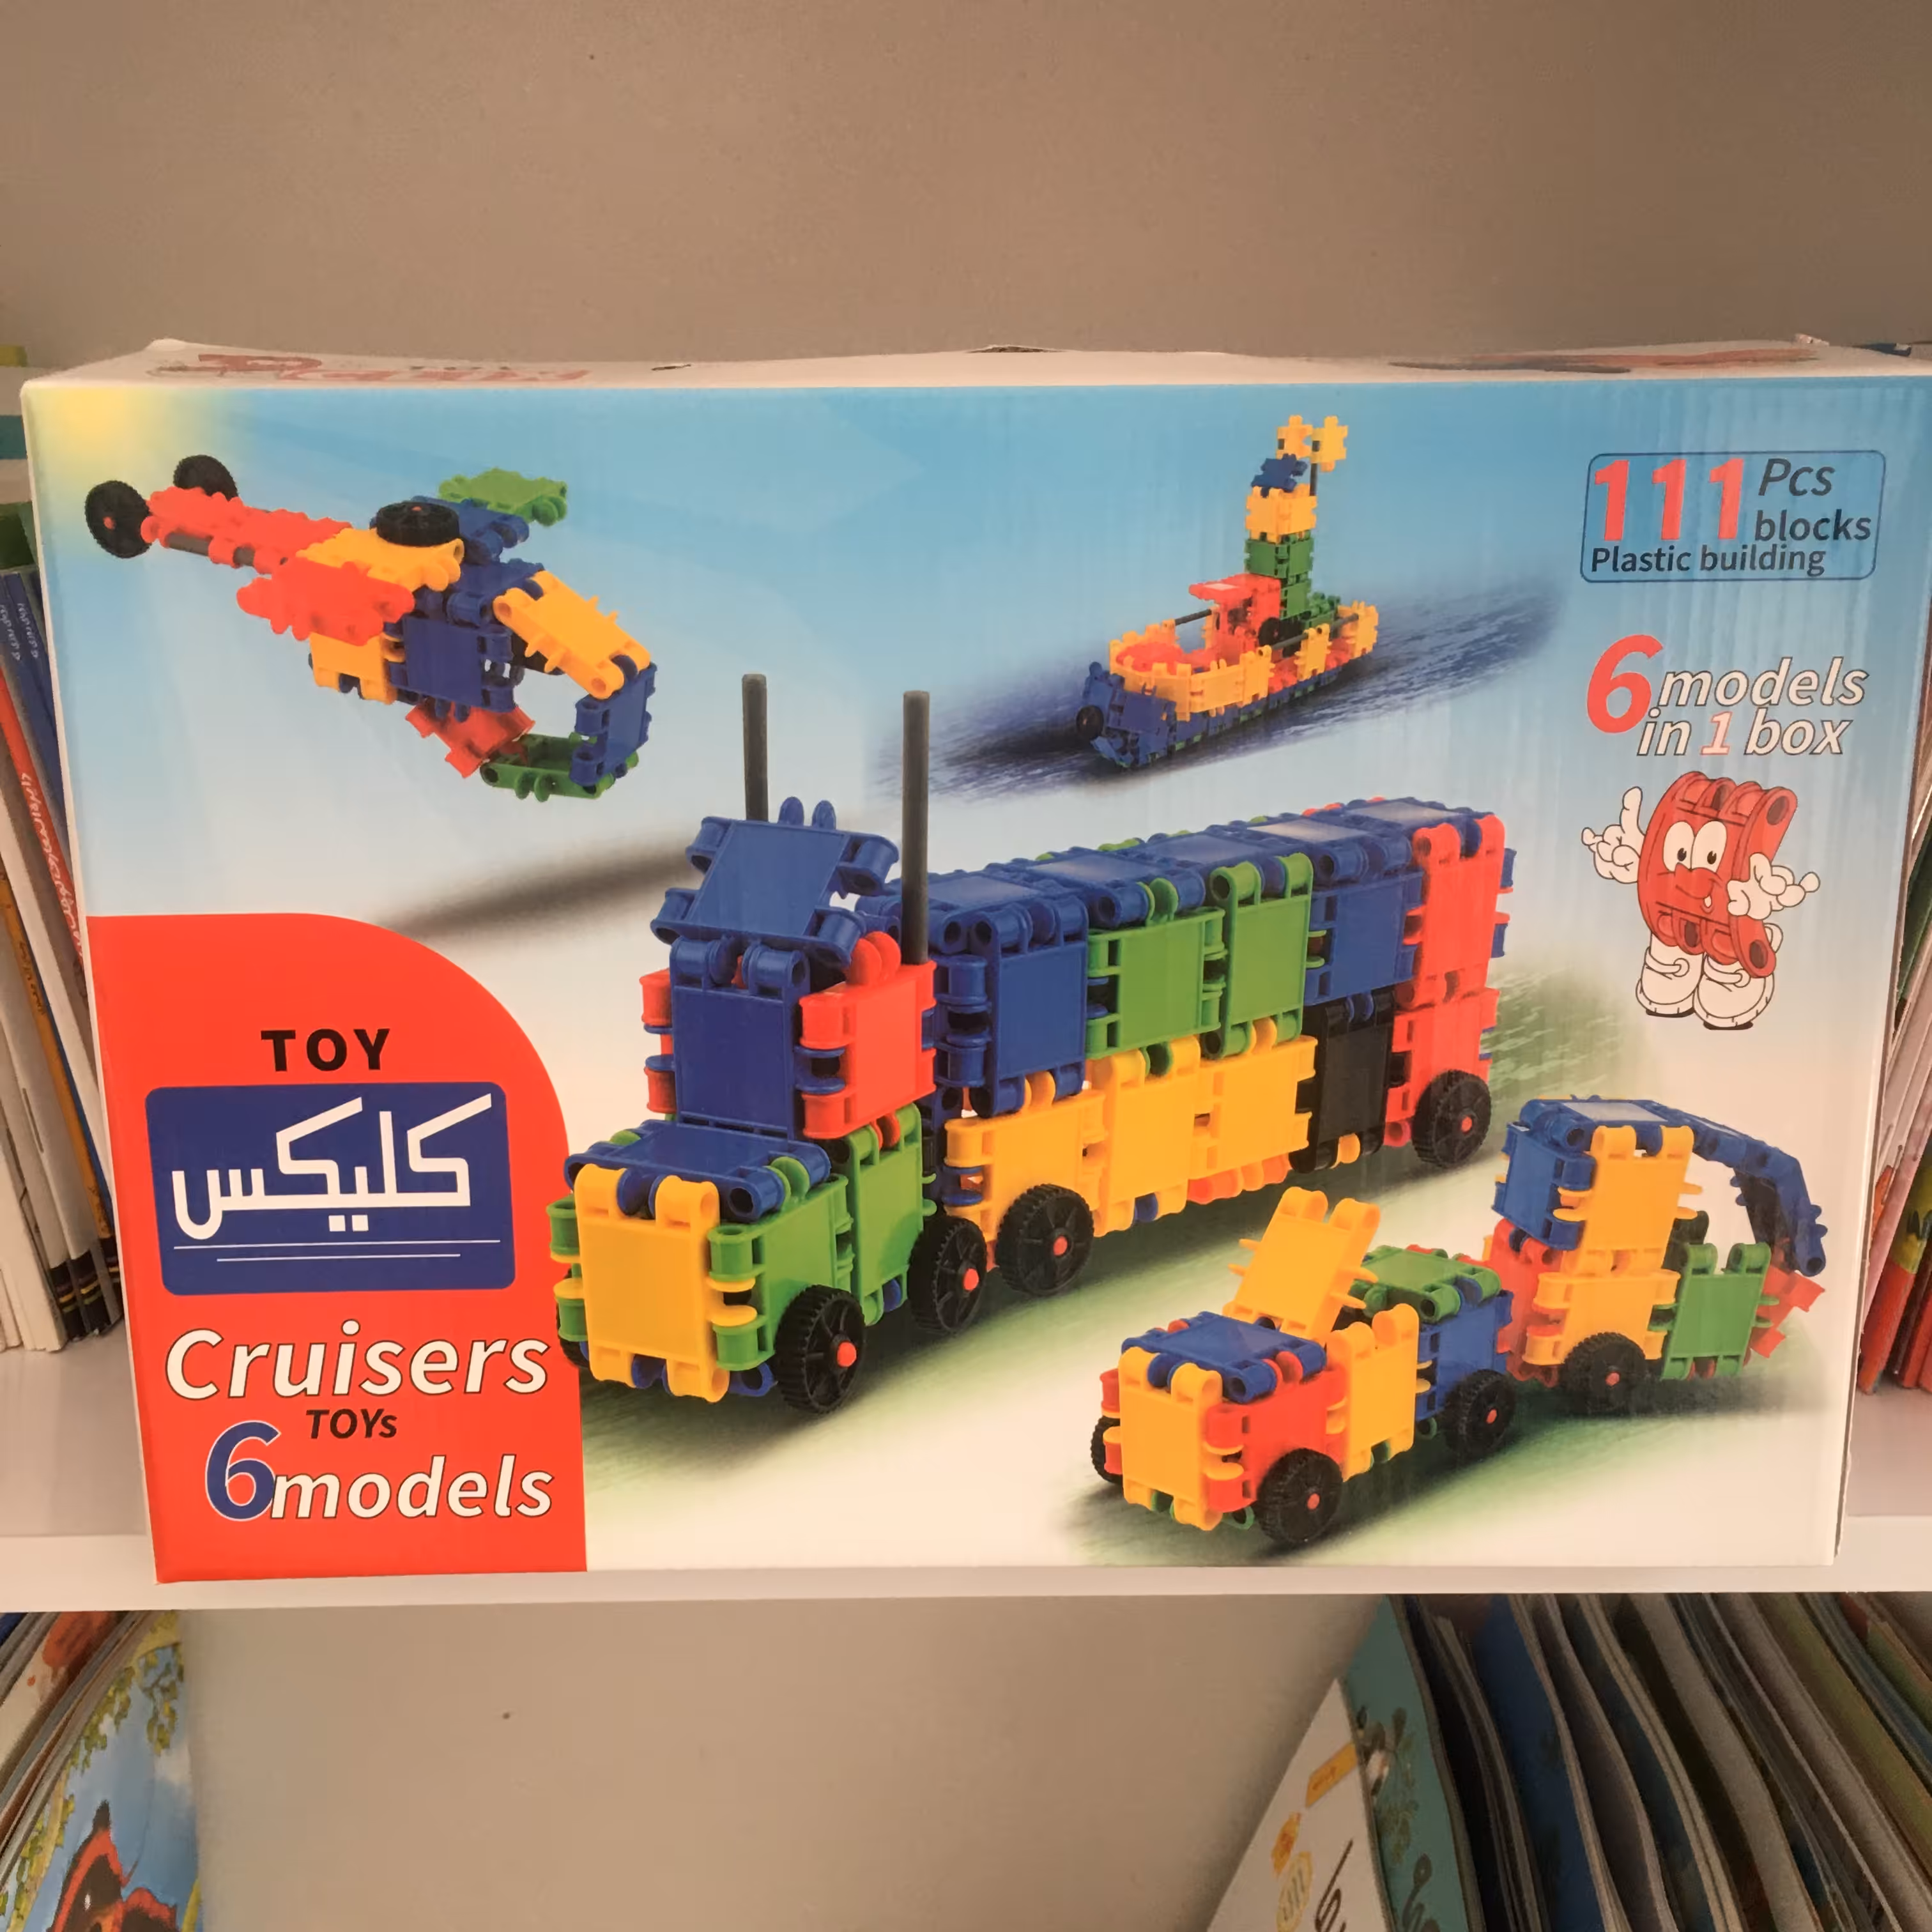 111 Pcs
blocks
Plastic building
6 models
in 1 box
TOY
کلیکس
Cruisers
TOYs
6 models